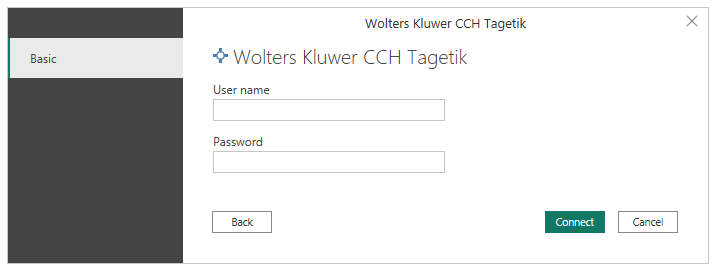 Wolters Kluwer CCH Tagetik
Basic
Wolters Kluwer CCH Tagetik
User name
Password
Back
Connect
Cancel